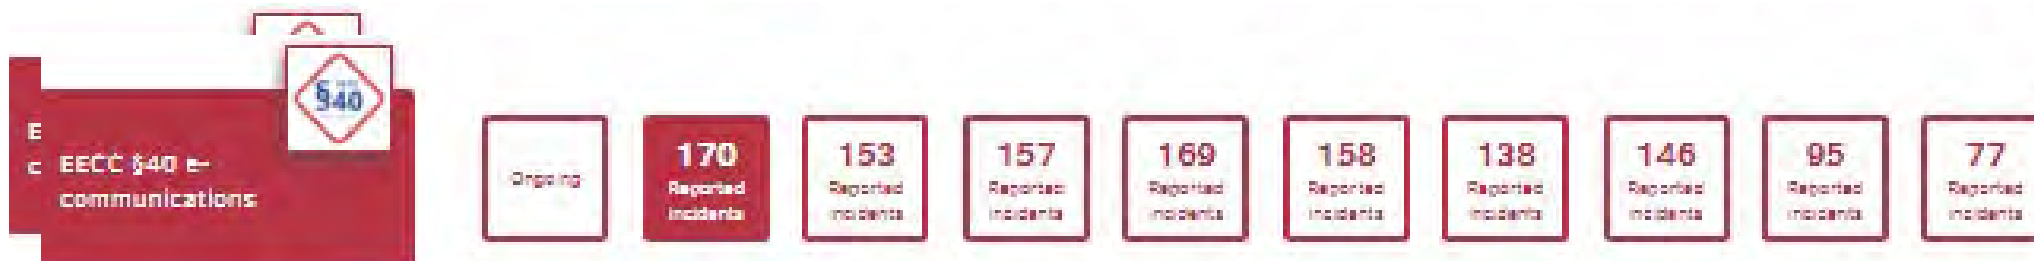 §40
E
c
EECC §40 e-
communications
Ongoing
170
Reported
incidents
153
Reported
incidents
157
Reported
incidents
169
Reported
incidents
158
Reported
incidents
138
Reported
incidents
146
Reported
incidents
95
Reported
incidents
77
Reported
incidents